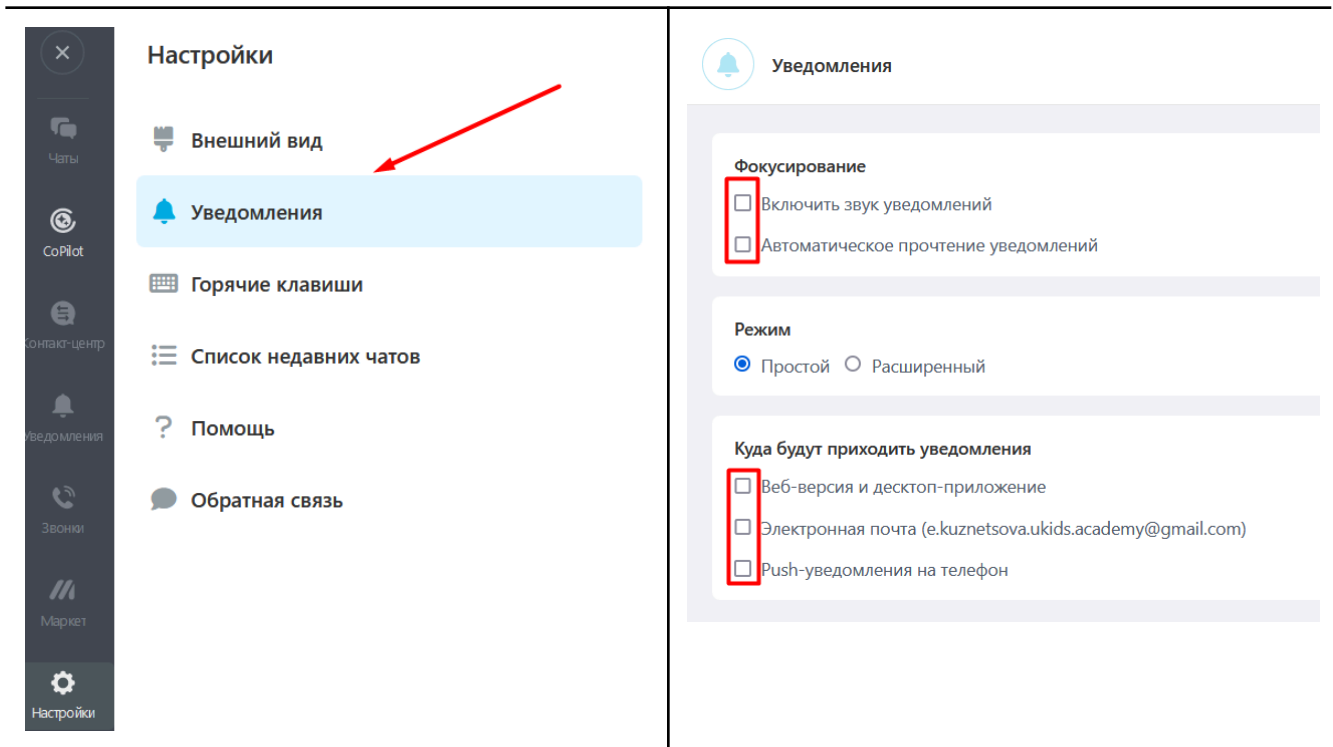 Настройки
Внешний вид
Уведомления
Горячие клавиши
Список недавних чатов
Помощь
Обратная связь
Чаты
CoPilot
Контакт-центр
Уведомления
Звонки
Маркет
Настройки
Уведомления
Фокусирование
Включить звук уведомлений
Автоматическое прочтение уведомлений
Режим
Простой Расширенный
Куда будут приходить уведомления
Веб-версия и десктоп-приложение
Электронная почта (e.kuznetsova.ukids.academy@gmail.com)
Push-уведомления на телефон